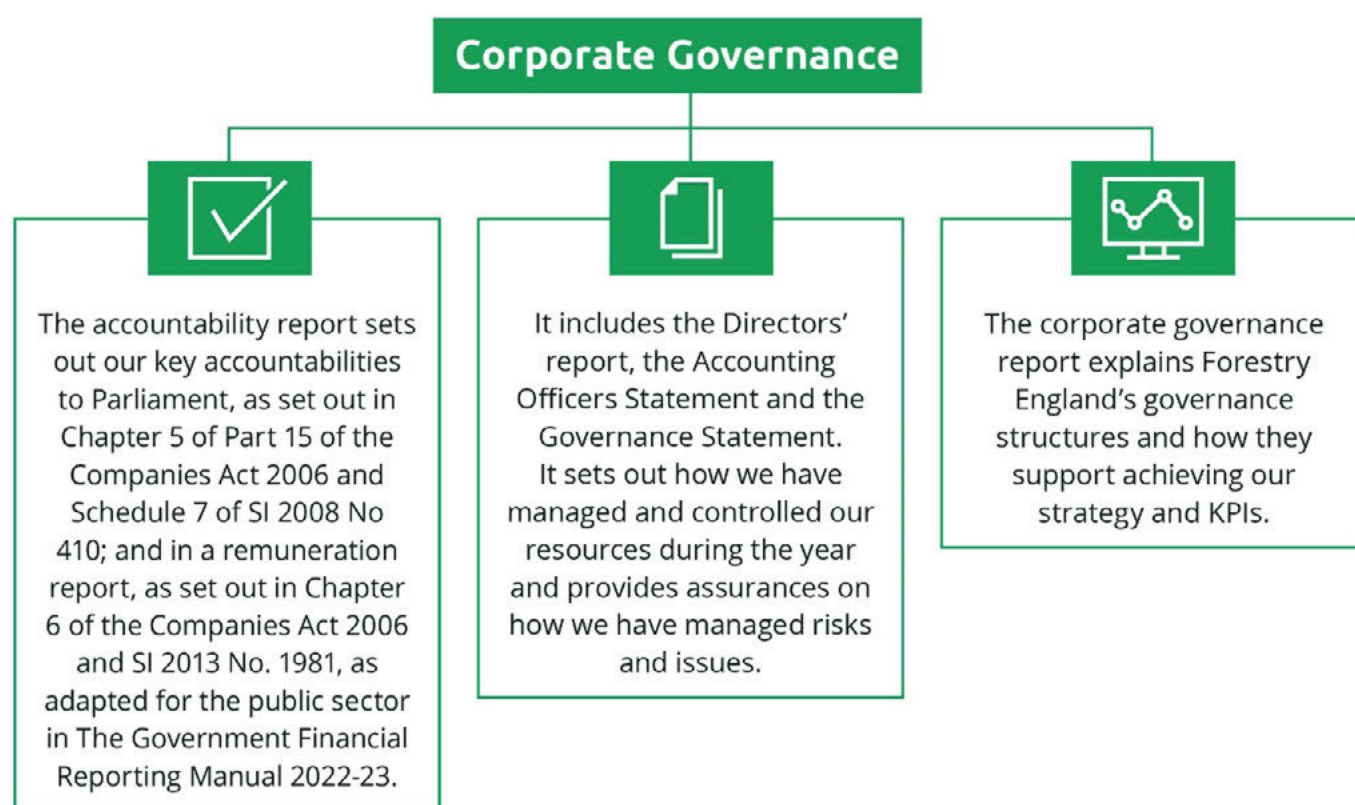 Corporate Governance
The accountability report sets
out our key accountabilities
to Parliament, as set out in
Chapter 5 of Part 15 of the
Companies Act 2006 and
Schedule 7 of SI 2008 No
410; and in a remuneration
report, as set out in Chapter
6 of the Companies Act 2006
and SI 2013 No. 1981, as
adapted for the public sector
in The Government Financial
Reporting Manual 2022-23.
It includes the Directors’
report, the Accounting
Officers Statement and the
Governance Statement.
It sets out how we have
managed and controlled our
resources during the year
and provides assurances on
how we have managed risks
and issues.
The corporate governance
report explains Forestry
England’s governance
structures and how they
support achieving our
strategy and KPIs.